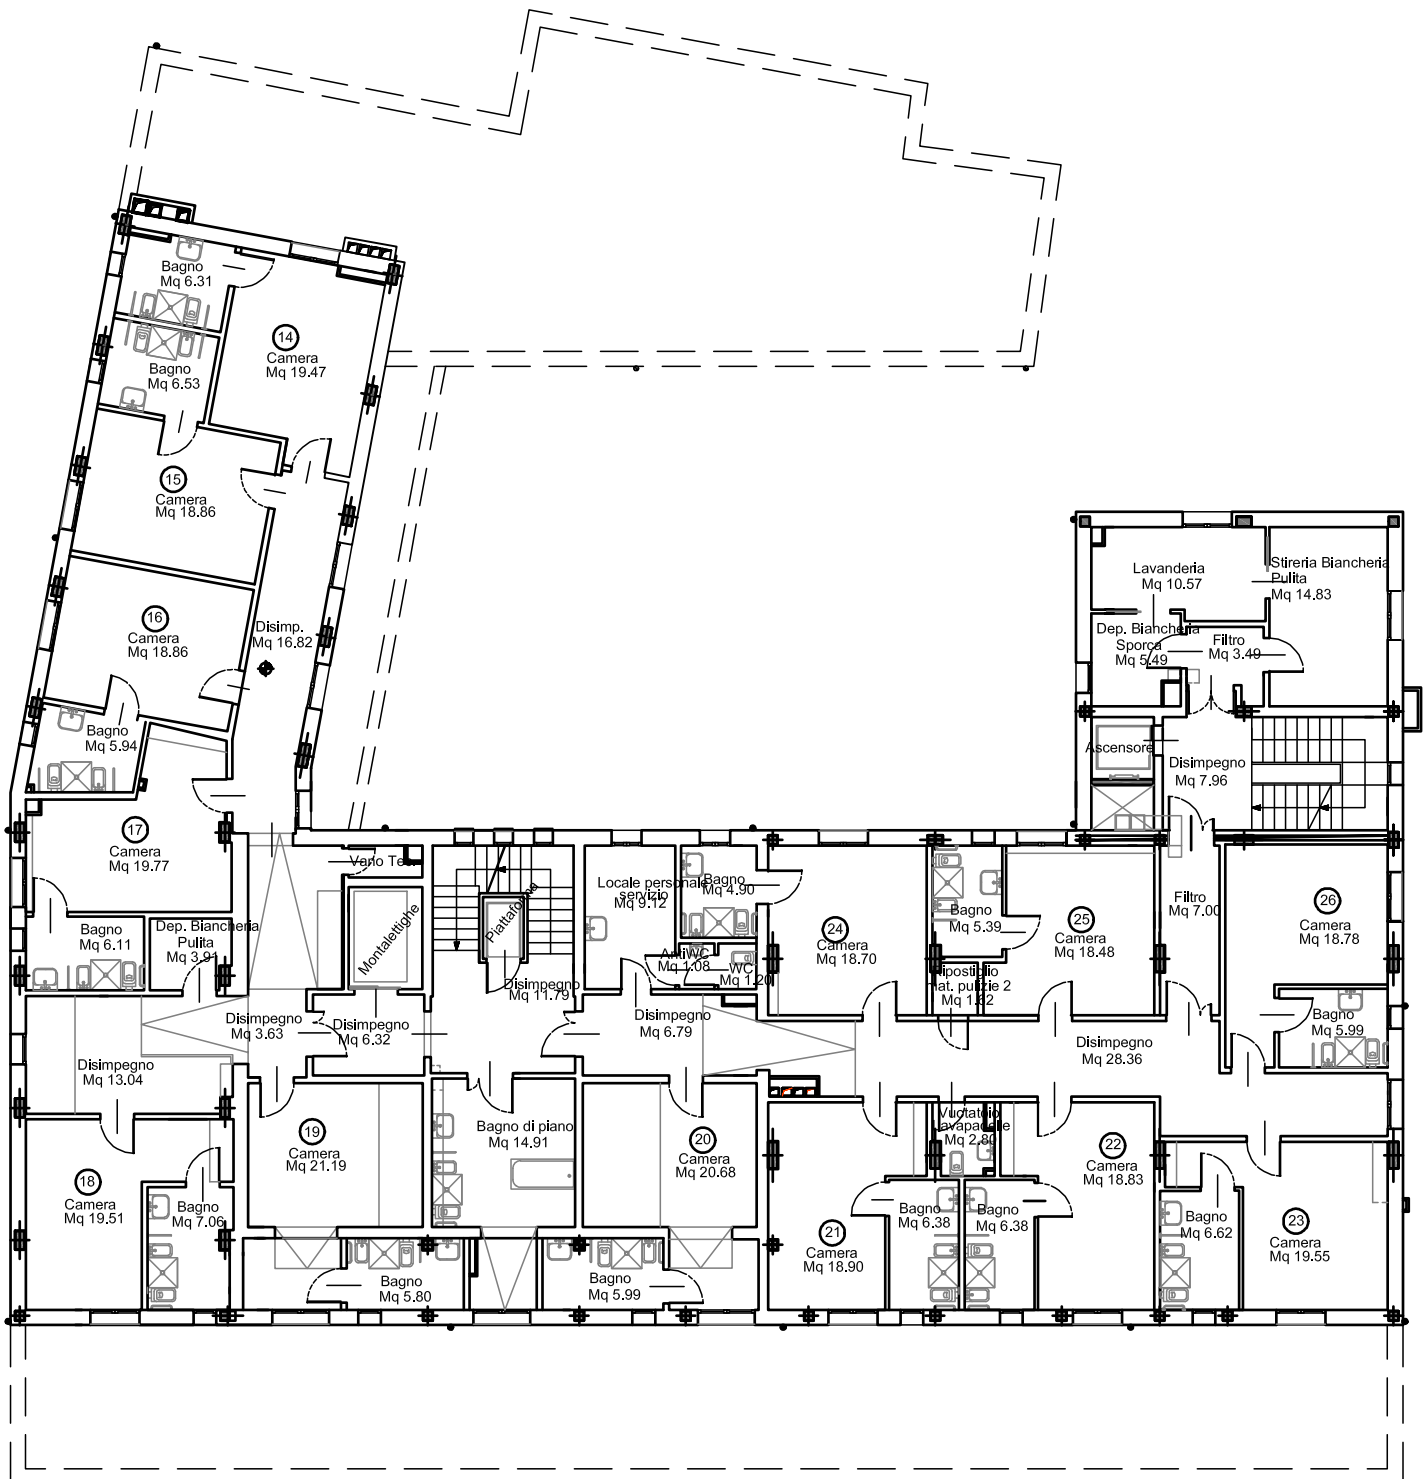 Bagno
Mq 6.31
14
Camera
Mq 19.47
Bagno
Mq 6.53
15
Camera
Mq 18.86
16
Camera
Mq 18.86
Disimp.
Mq 16.82
Bagno
Mq 5.94
17
Camera
Mq 19.77
Bagno
Mq 6.11
Dep. Biancheria
Pulita
Mq 3.91
Lavanderia
Mq 10.57
Stireria Biancheria
Pulita
Mq 14.83
Dep. Biancheria
Sporca
Mq 5.49
Filtro
Mq 3.49
Ascensore
Disimpegno
Mq 7.96
Montalettighe
Piattaforma
Disimpegno
Mq 11.79
Locale personale
servizio
Mq 9.12
Bagno
Mq 4.90
AntiWC
Mq 1.08
WC
Mq 1.20
24
Camera
Mq 18.70
Bagno
Mq 5.39
25
Camera
Mq 18.48
Filtro
Mq 7.00
26
Camera
Mq 18.78
Ripostiglio
mat. pulizie 2
Mq 1.62
Bagno
Mq 5.99
Disimpegno
Mq 3.63
Disimpegno
Mq 6.32
Disimpegno
Mq 6.79
Disimpegno
Mq 28.36
Disimpegno
Mq 13.04
Vano Tec
18
Camera
Mq 19.51
Bagno
Mq 7.06
19
Camera
Mq 21.19
Bagno di piano
Mq 14.91
20
Camera
Mq 20.68
Vuotatoio
Lavapadelle
Mq 2.80
22
Camera
Mq 18.83
21
Camera
Mq 18.90
Bagno
Mq 6.38
Bagno
Mq 6.38
Bagno
Mq 6.62
23
Camera
Mq 19.55
Bagno
Mq 5.80
Bagno
Mq 5.99